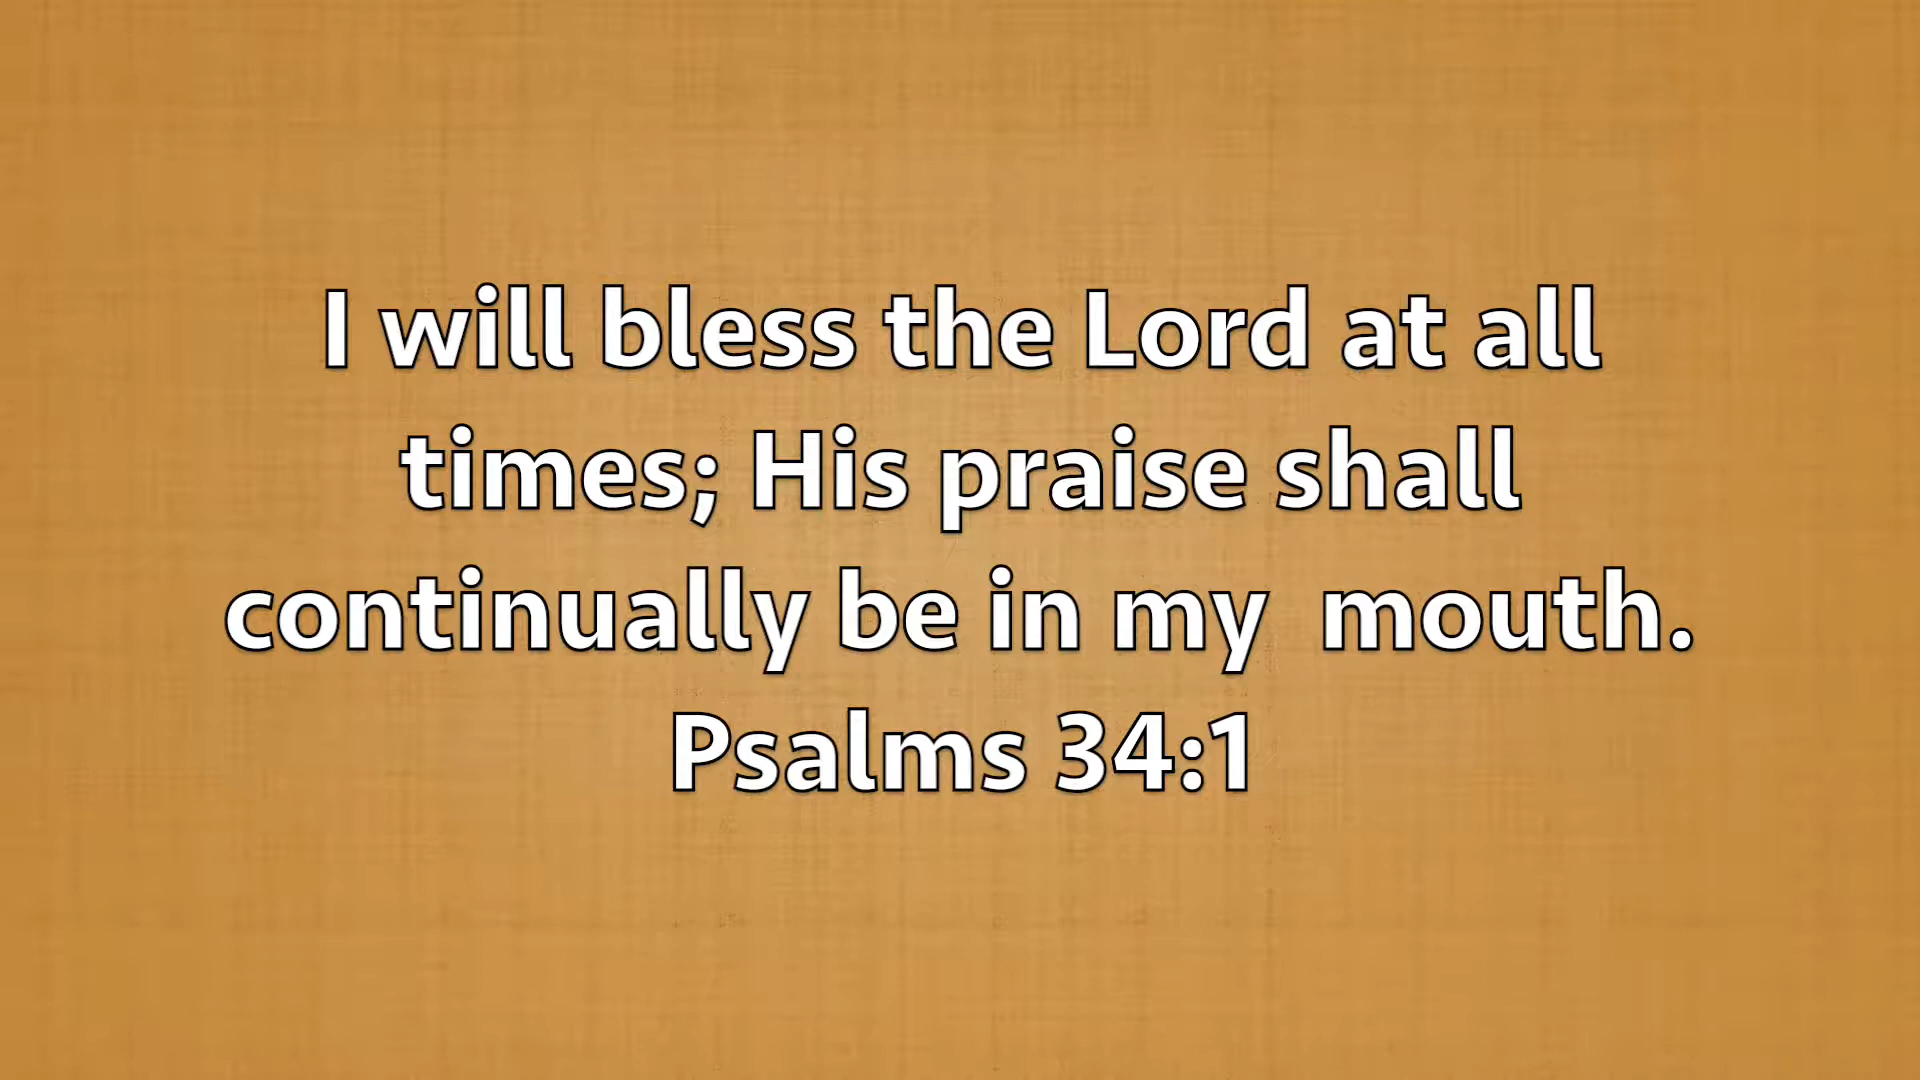 I will bless the Lord at all
times; His praise shall
continually be in my  mouth.
Psalms 34:1